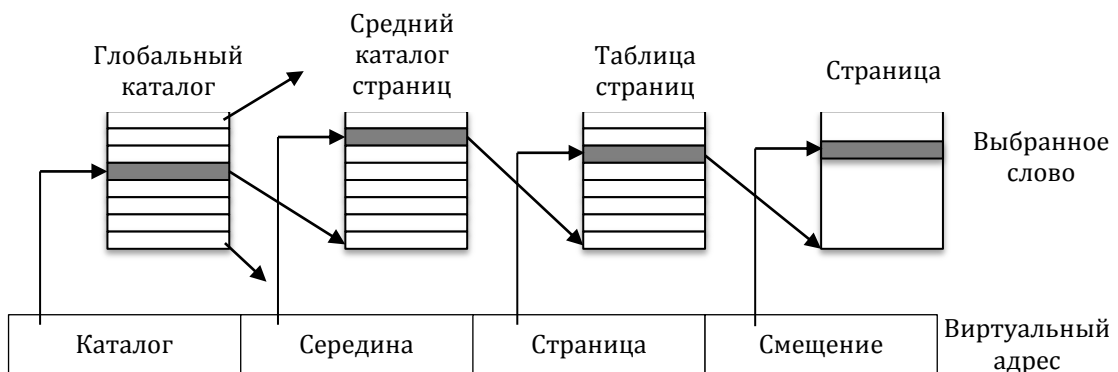 Глобальный
каталог
Средний
каталог
страниц
Таблица
страниц
Страница
Выбранное
слово
Каталог
Середина
Страница
Смещение
Виртуальный
адрес